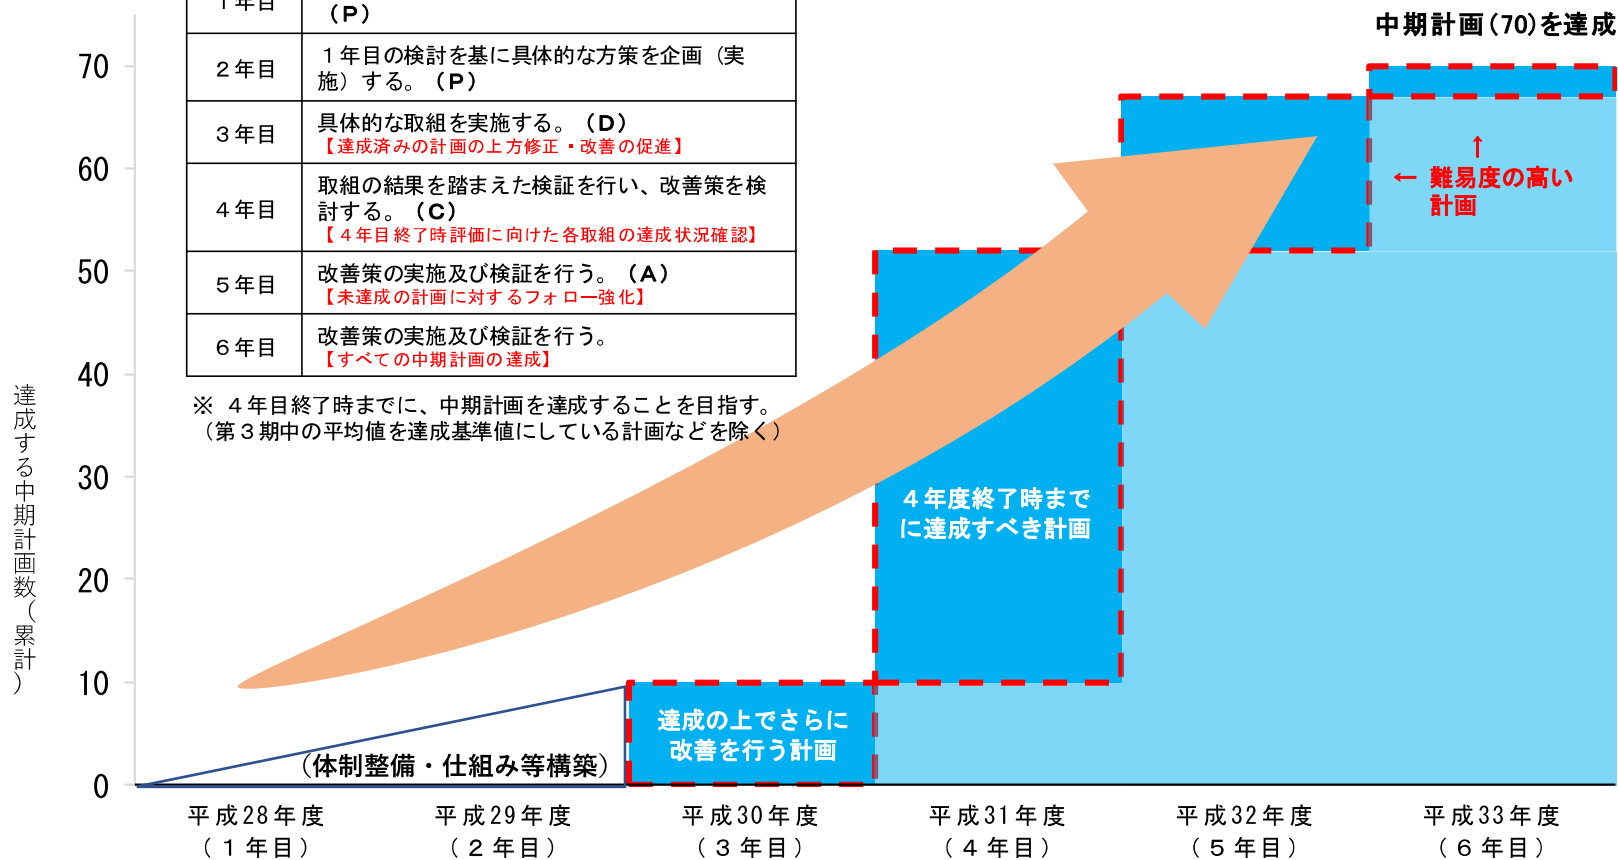 1年目
（P）
2年目
1年目の検討を基に具体的な方策を企画（実
施）する。（P）
3年目
具体的な取組を実施する。（D）
【達成済みの計画の上方修正・改善の促進】
4年目
取組の結果を踏まえた検証を行い、改善策を検
討する。（C）
【４年目終了時評価に向けた各取組の達成状況確認】
5年目
改善策の実施及び検証を行う。（A）
【未達成の計画に対するフォロー強化】
6年目
改善策の実施及び検証を行う。
【すべての中期計画の達成】
※ ４年目終了時までに、中期計画を達成することを目指す。
（第３期中の平均値を達成基準値にしている計画などを除く）
中期計画(70)を達成
↑
← 難易度の高い
計画
４年度終了時まで
に達成すべき計画
達成の上でさらに
改善を行う計画
（体制整備・仕組み等構築）
達成する中期計画数（累計）
70
60
50
40
30
20
10
0
平成28年度
（１年目）
平成29年度
（２年目）
平成30年度
（３年目）
平成31年度
（４年目）
平成32年度
（５年目）
平成33年度
（６年目）